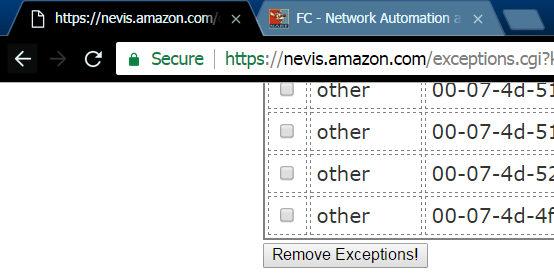 https://nevis.amazon.com/
FC - Network Automation a
Secure
https://nevis.amazon.com/exceptions.cgi?k
other 00-07-4d-51
other 00-07-4d-51
other 00-07-4d-52
other 00-07-4d-4f
Remove Exceptions!